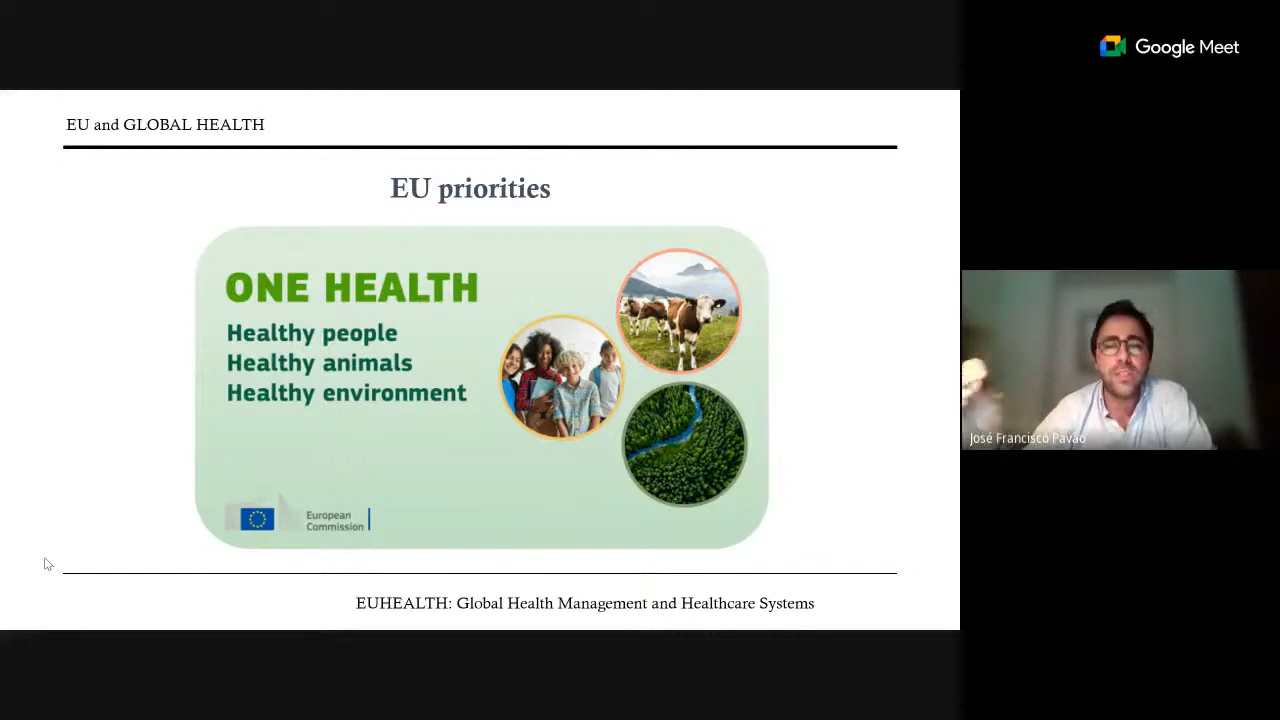 Google Meet
EU and GLOBAL HEALTH
EU priorities
ONE HEALTH
Healthy people
Healthy animals
Healthy environment
European
Commission
EUHEALTH: Global Health Management and Healthcare Systems
José Francisco Pavão